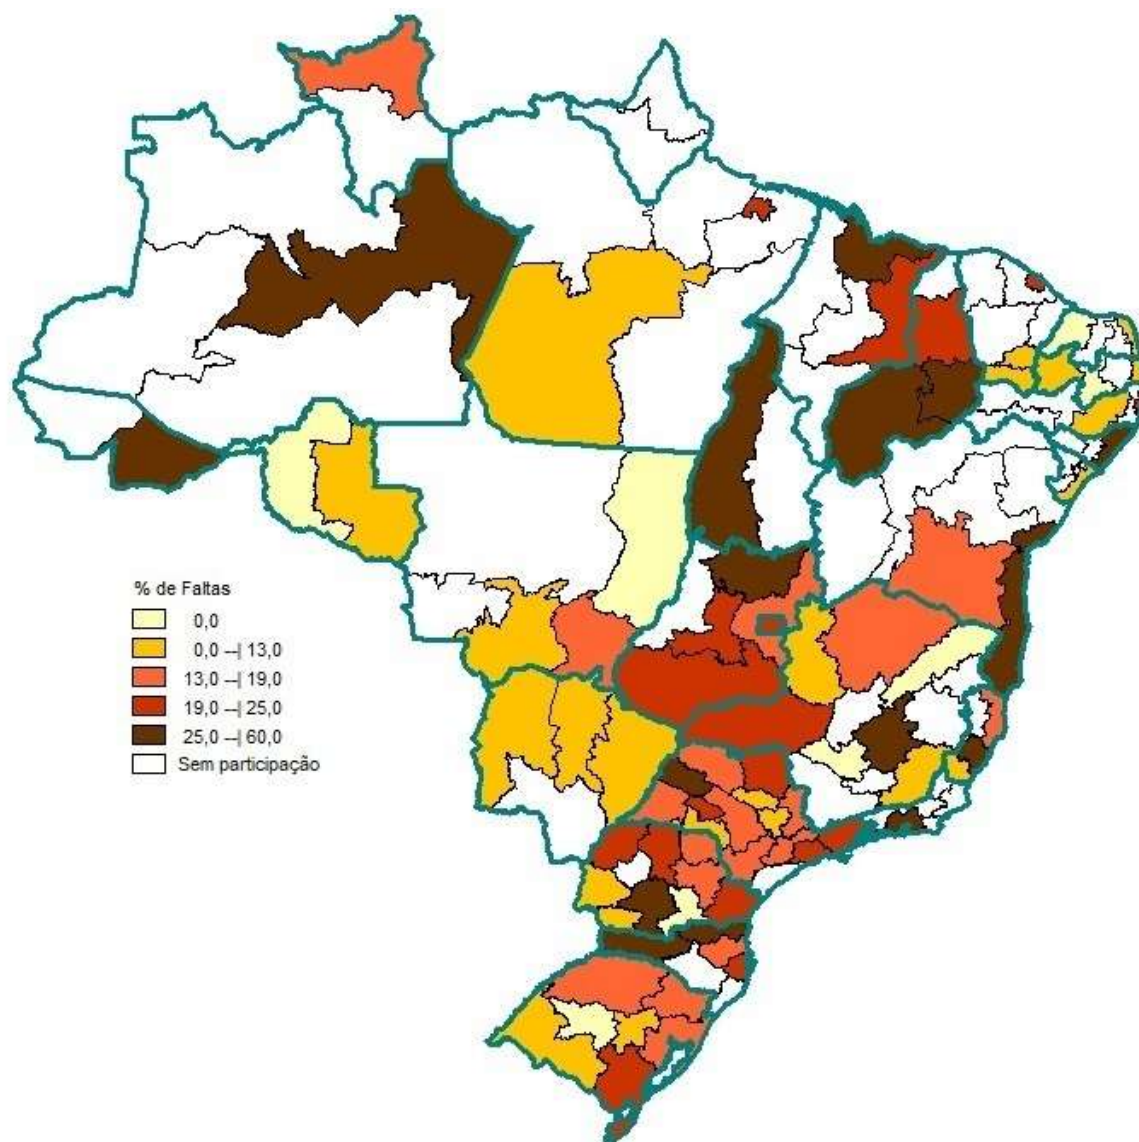 % de Faltas
0,0
0,0 --| 13,0
13,0 --| 19,0
19,0 --| 25,0
25,0 --| 60,0
Sem participação